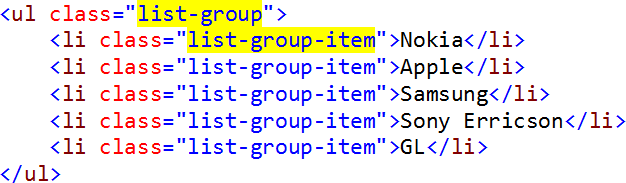 <ul class="list-group">
<li class="list-group-item">Nokia</li>
<li class="list-group-item">Apple</li>
<li class="list-group-item">Samsung</li>
<li class="list-group-item">Sony Erricson</li>
<li class="list-group-item">GL</li>
</ul>